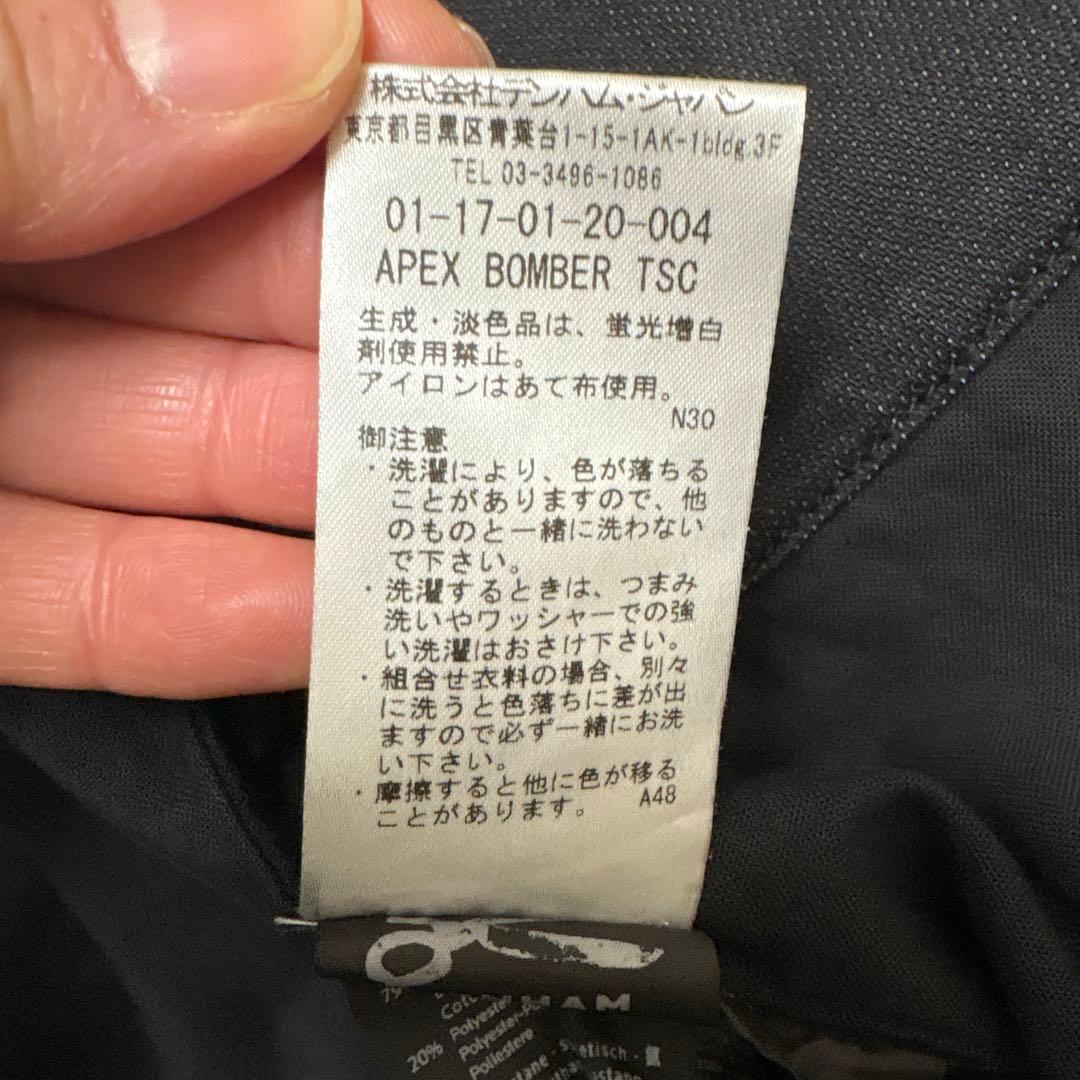 株式会社デンハム・ジャパン
東京都目黒区青葉台1-15-1AK-1bldg.3F
TEL 03-3496-1086
01-17-01-20-004
APEX BOMBER TSC
生成・淡色品は、蛍光増白
剤使用禁止。
アイロンはあて布使用。
N30
御注意
・洗濯により、色が落ちる
ことがありますので、他
のものと一緒に洗わない
で下さい。
・洗濯するときは、つまみ
洗いやワッシャーでの強
い洗濯はおさけ下さい。
・組合せ衣料の場合、別々
に洗うと色落ちに差が出
ますので必ず一緒にお洗
い下さい。
・摩擦すると他に色が移る
ことがあります。 A48
20% Polyester
Poliestere